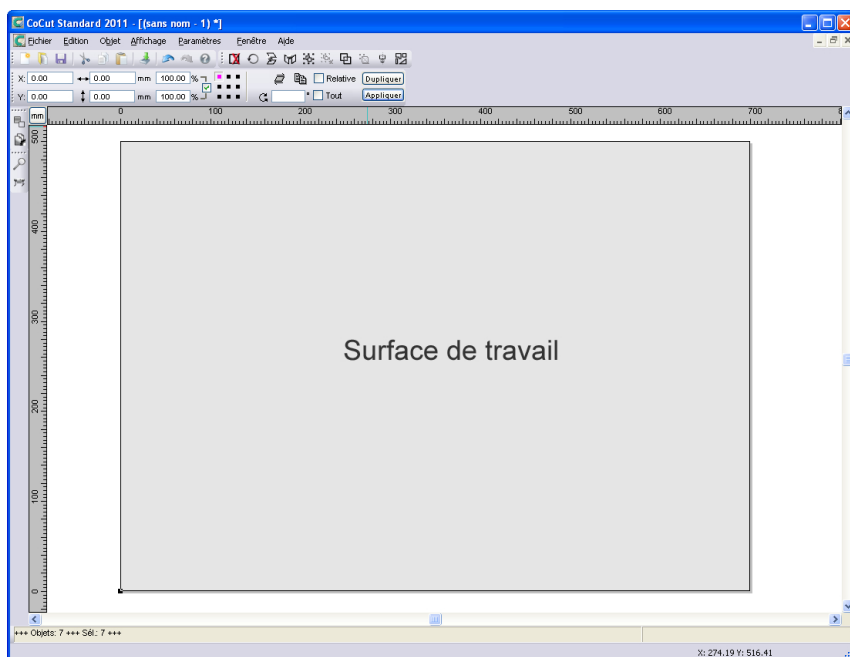 CoCut Standard 2011 - [(sans nom - 1) *]
Fichier Edition Objet Affichage Paramètres Fenêtre Aide
X: 0.00 0.00 mm 100.00 % Relative Dupliquer
Y: 0.00 0.00 mm 100.00 % ° Tout Appliquer
mm 0 100 200 300 400 500 600 700
500
400
300
200
100
0
Surface de travail
+++ Objets: 7 +++ Sél.: 7 +++
X: 274.19 Y: 516.41